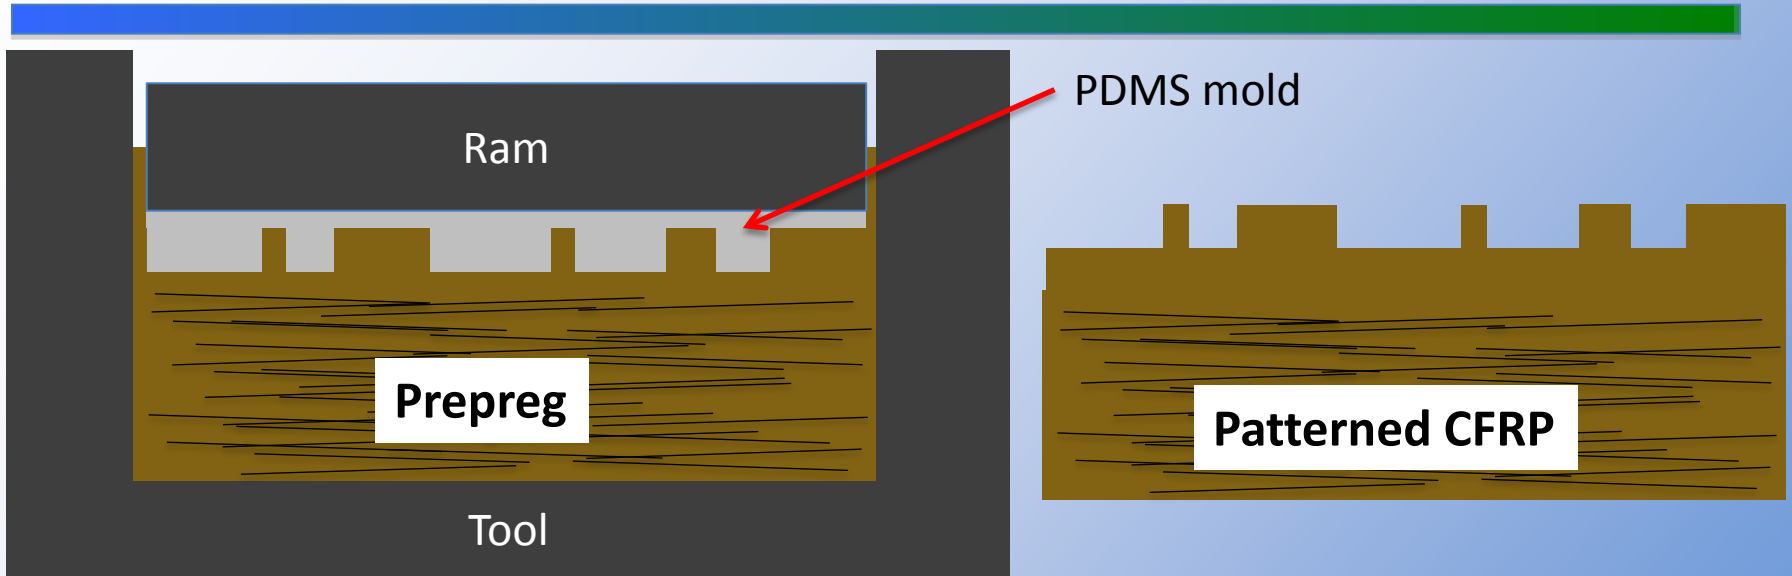 PDMS mold
Ram
Prepreg
Patterned CFRP
Tool